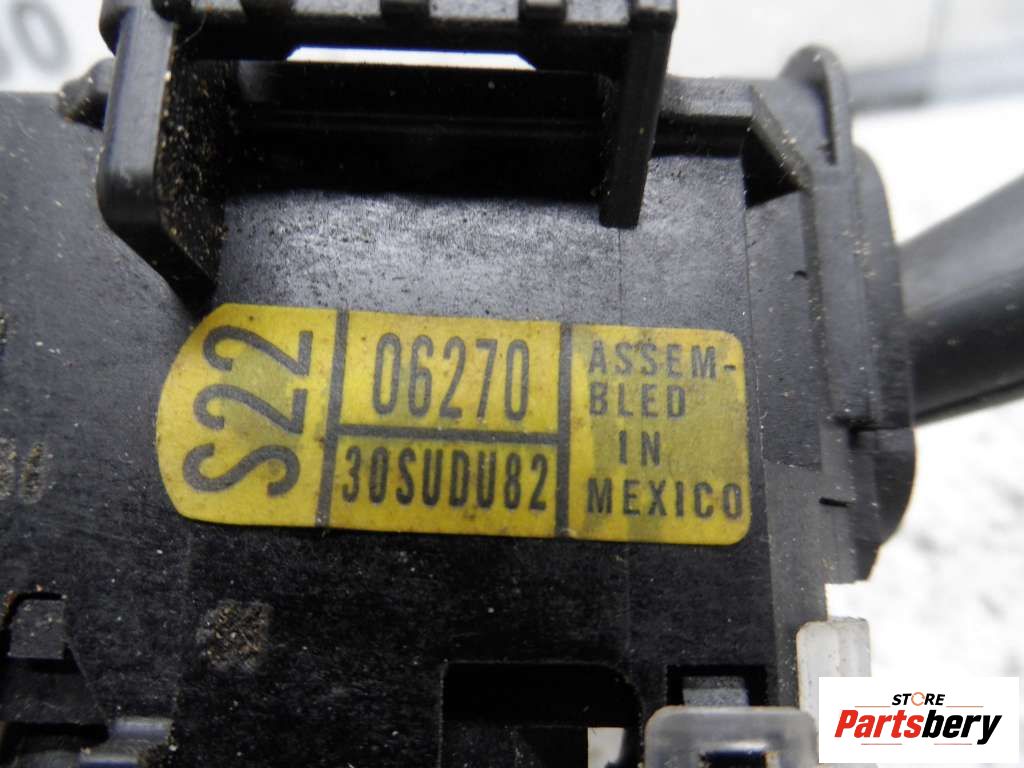 S22
06270
30SUDU82
ASSEM-
BLED
IN
MEXICO
STORE
Partsbery